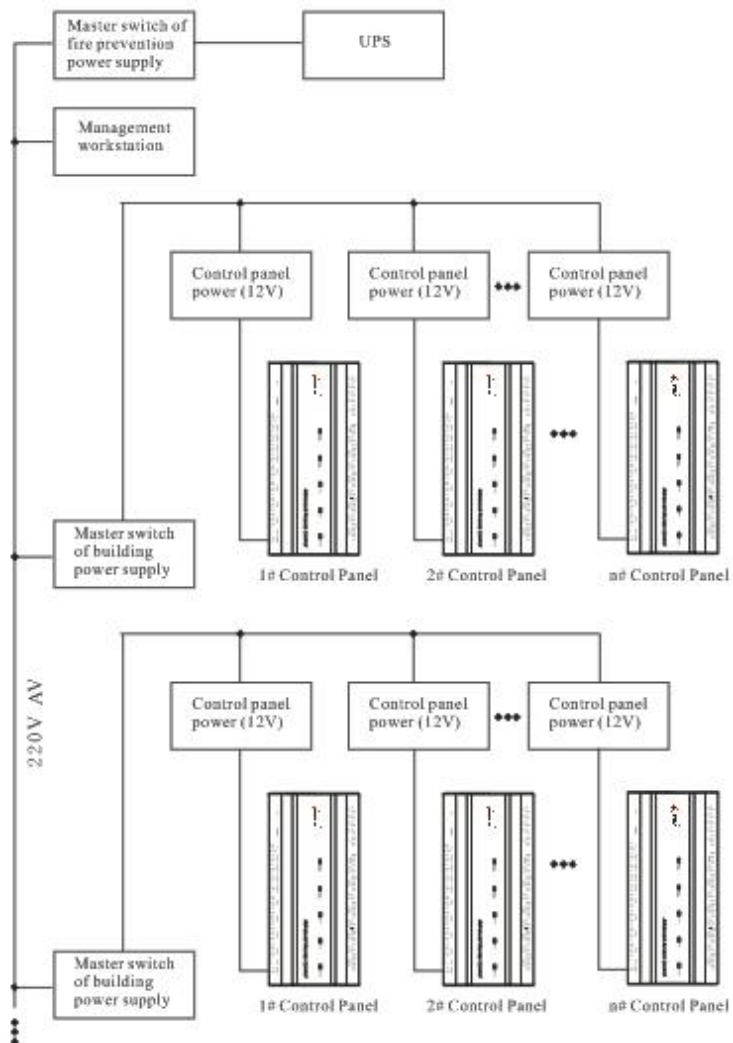 Master switch of
fire prevention
power supply
UPS
Management
workstation
Control panel
power (12V)
Control panel
power (12V)
Control panel
power (12V)
Master switch
of building
power supply
1# Control Panel
2# Control Panel
n# Control Panel
220V AV
Control panel
power (12V)
Control panel
power (12V)
Control panel
power (12V)
Master switch
of building
power supply
1# Control Panel
2# Control Panel
n# Control Panel